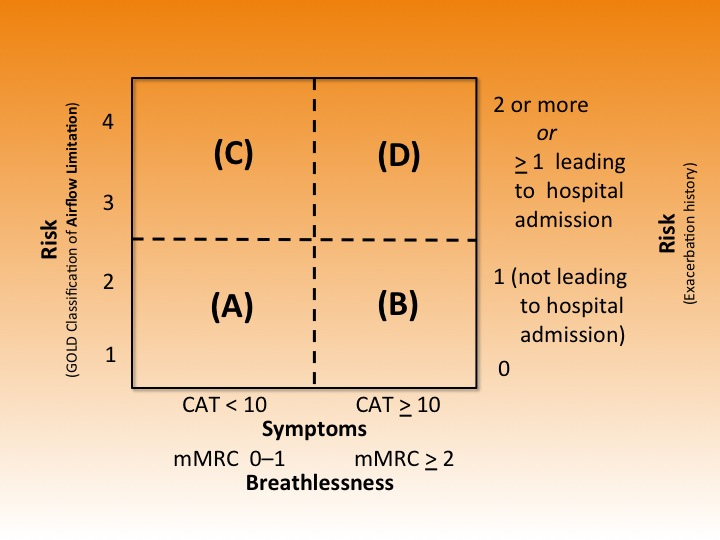 Risk
(GOLD Classification of Airflow Limitation)
4
3
2
1
(C)
(D)
(A)
(B)
2 or more
or
≥ 1 leading
to hospital
admission
1 (not leading
to hospital
admission)
0
Risk
(Exacerbation history)
CAT < 10
CAT ≥ 10
Symptoms
mMRC 0–1
mMRC ≥ 2
Breathlessness